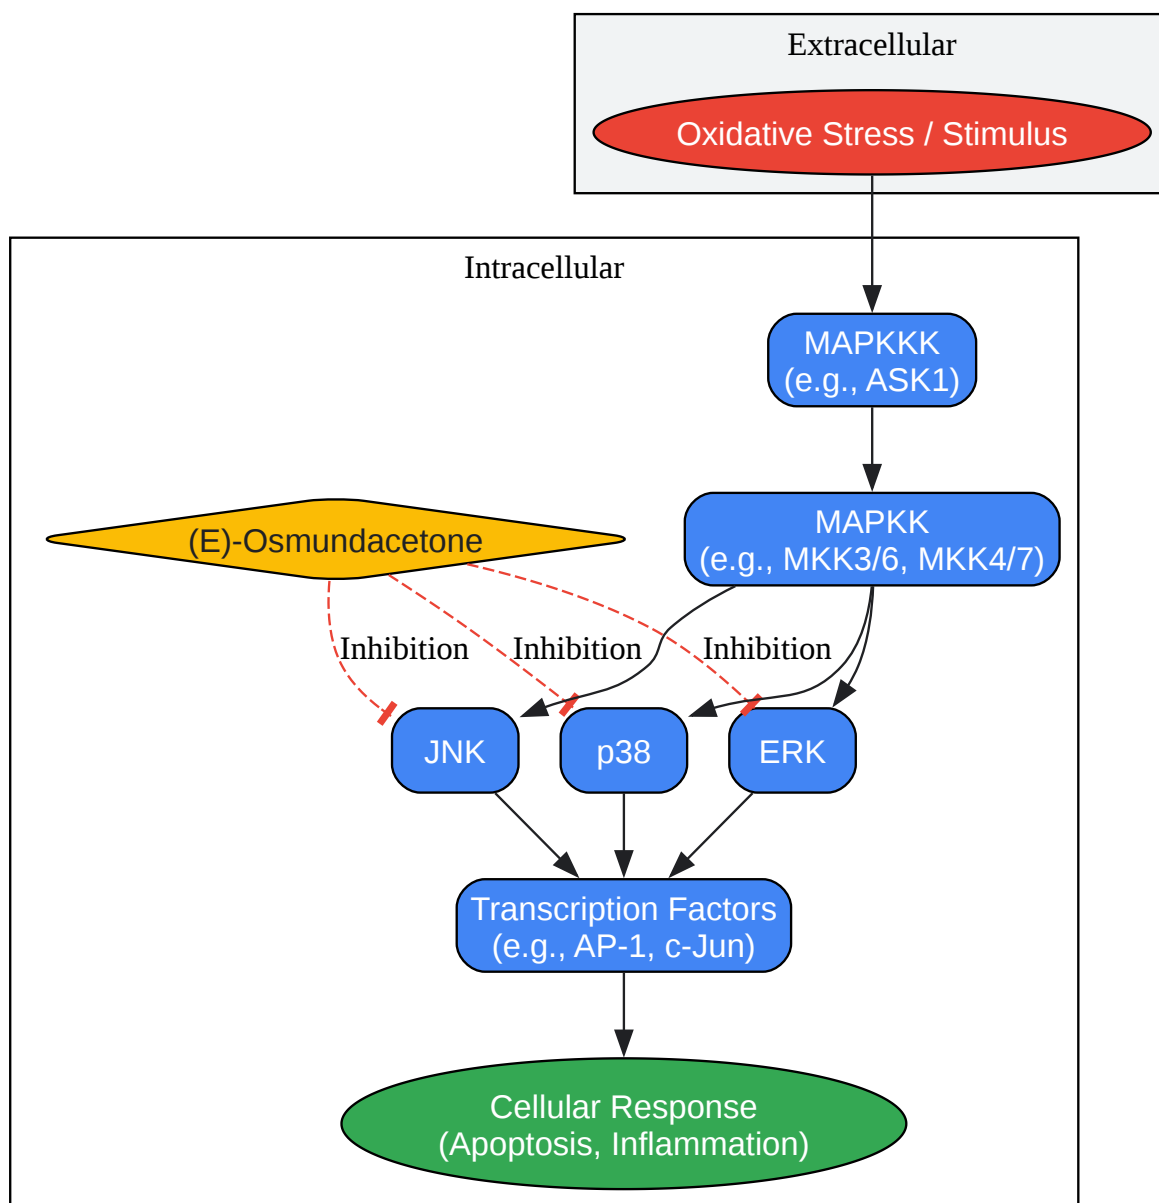 Extracellular
Oxidative Stress / Stimulus
Intracellular
MAPKKK
(e.g., ASK1)
MAPKK
(e.g., MKK3/6, MKK4/7)
(E)-Osmundacetone
Inhibition
Inhibition
Inhibition
JNK
p38
ERK
Transcription Factors
(e.g., AP-1, c-Jun)
Cellular Response
(Apoptosis, Inflammation)